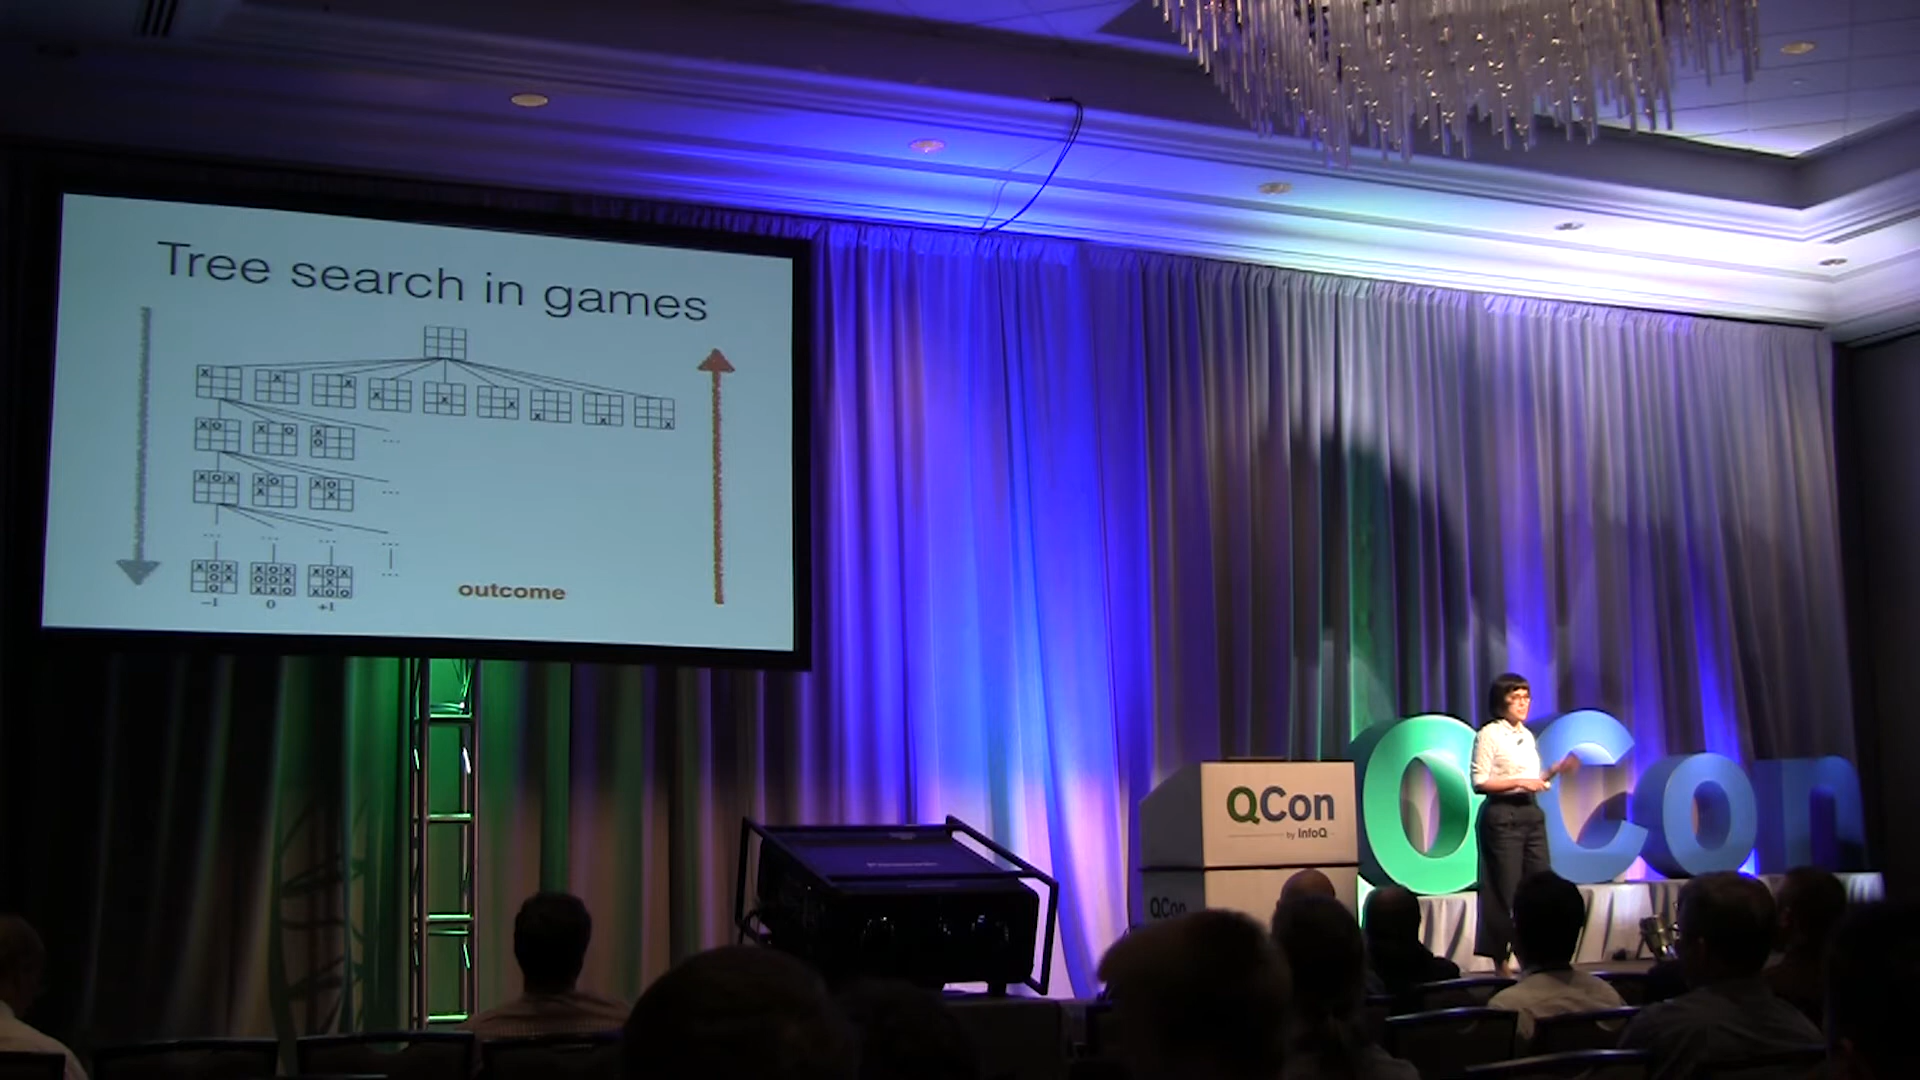 Tree search in games
...
...
... ... ... ...
...
-1 0 +1
outcome
QCon
by InfoQ
QCon
QCon